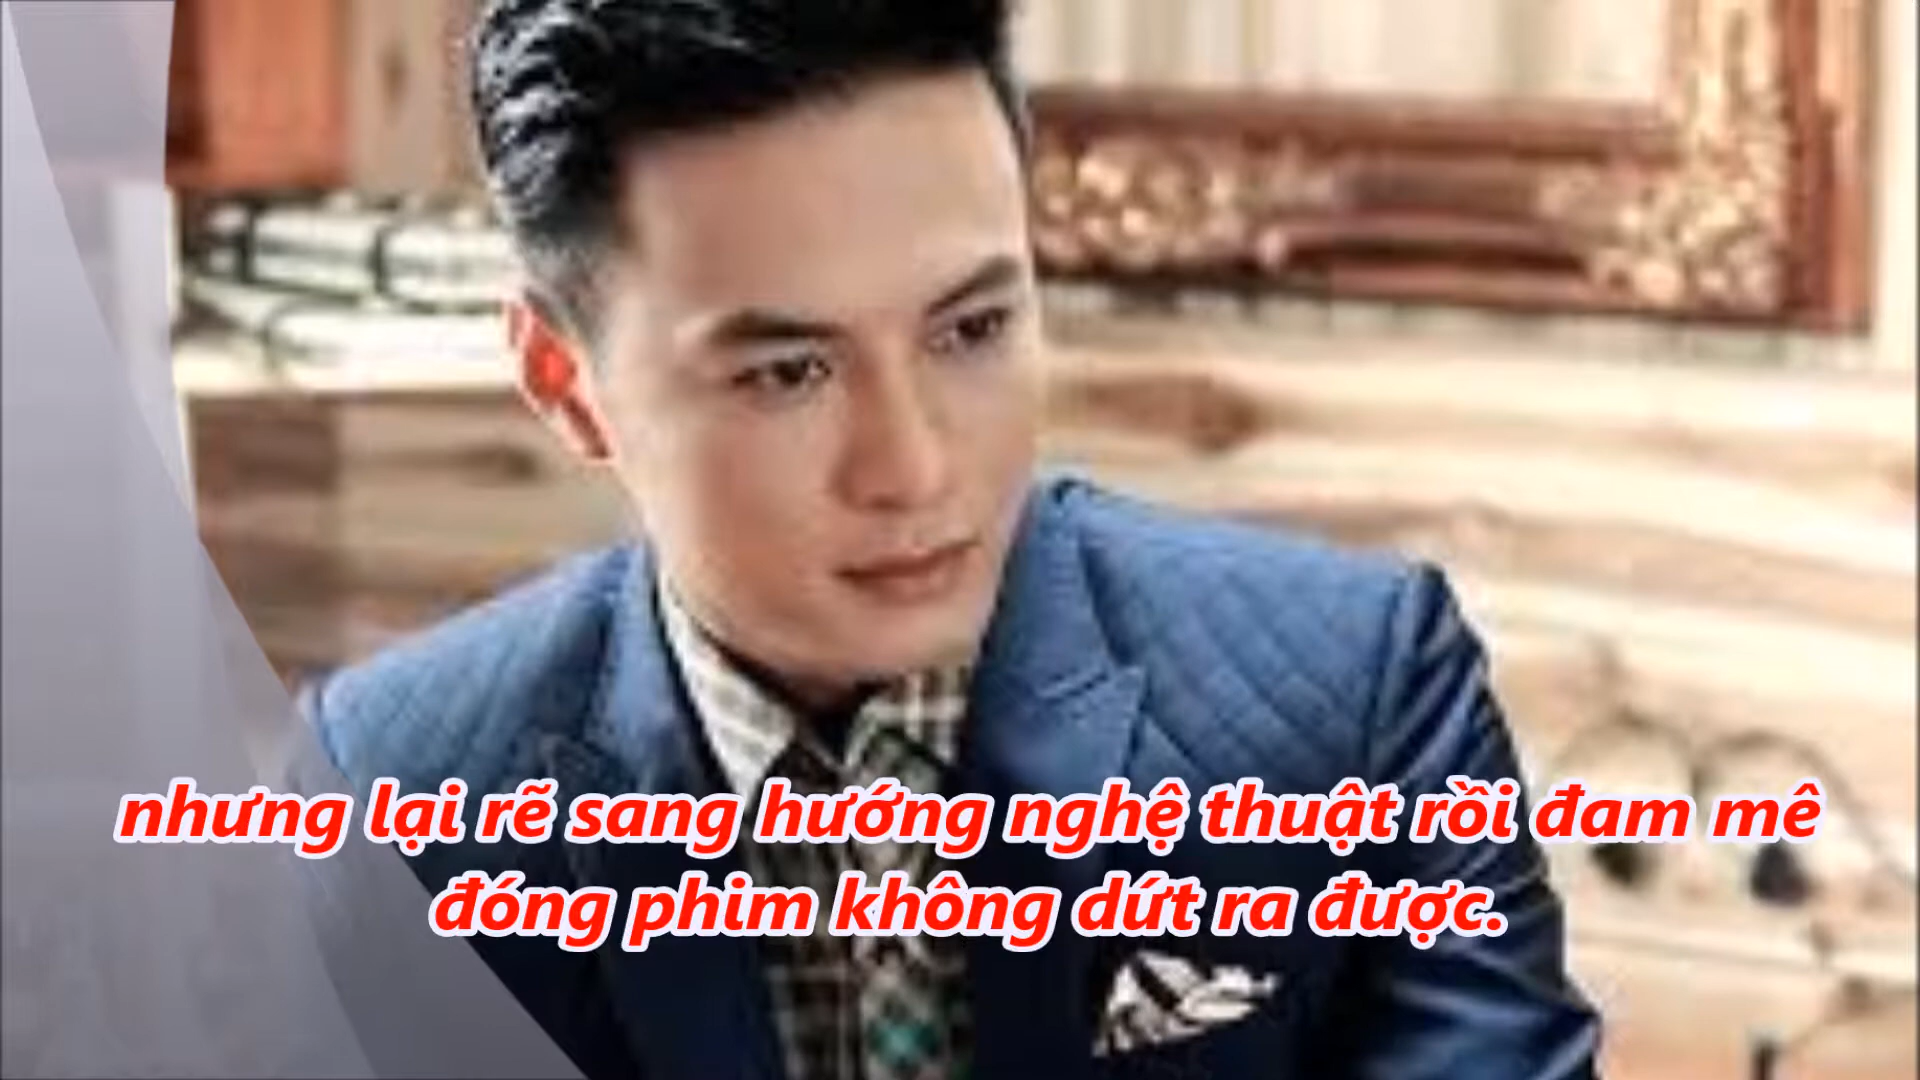 nhưng lại rẽ sang hướng nghệ thuật rồi đam mê
đóng phim không dứt ra được.